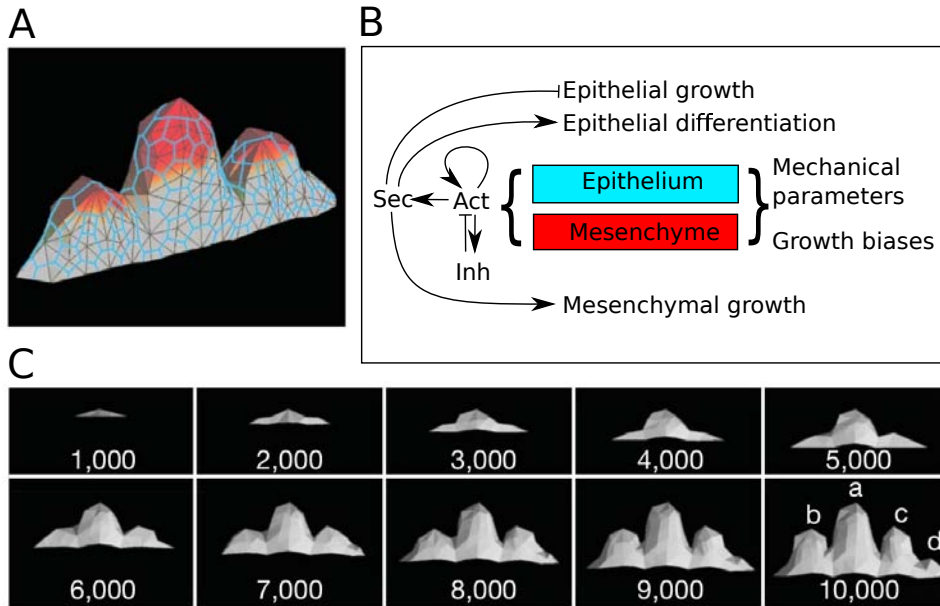 A
B
Epithelial growth
Epithelial differentiation
Sec
Act
Inh
Epithelium
Mesenchyme
Mechanical
parameters
Growth biases
Mesenchymal growth
C
1,000
2,000
3,000
4,000
5,000
6,000
7,000
8,000
9,000
a
b
c
d
10,000